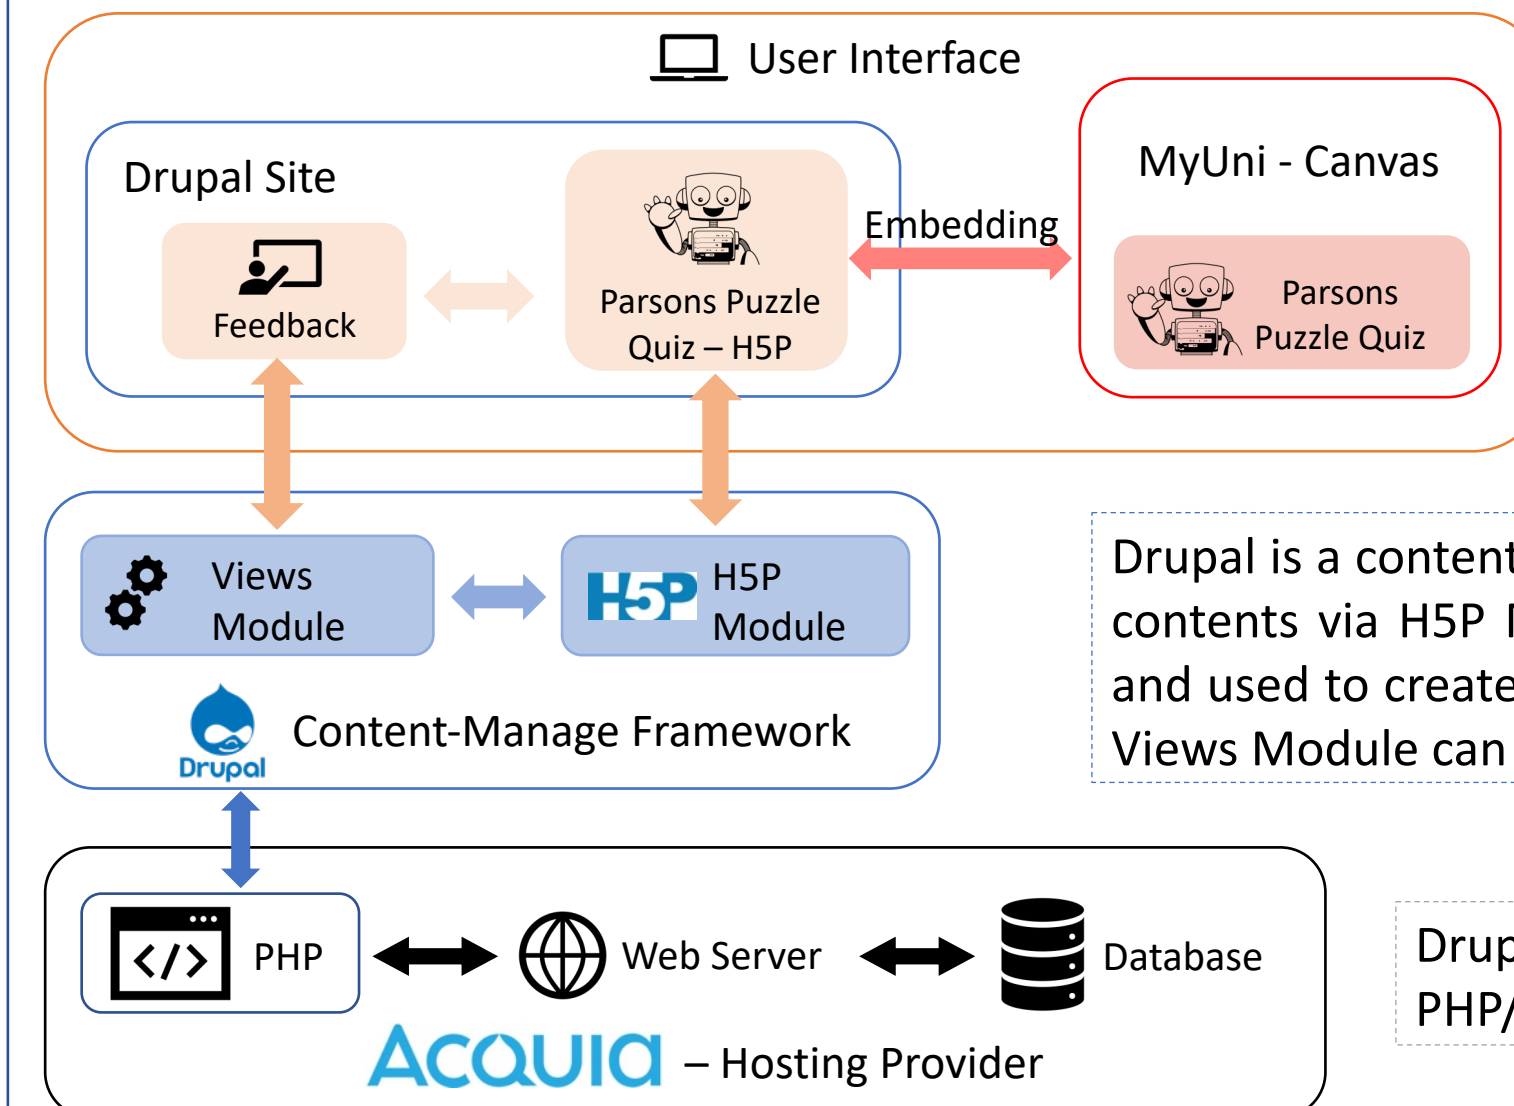 User Interface
Drupal Site
MyUni - Canvas
Embedding
Feedback
Parsons Puzzle
Quiz – H5P
Parsons
Puzzle Quiz
Views
Module
H5P
H5P
Module
Drupal
Content-Manage Framework
Drupal is a content
contents via H5P
and used to create
Views Module can
</>
PHP
Web Server
Database
ACQUIA – Hosting Provider
Drup
PHP/